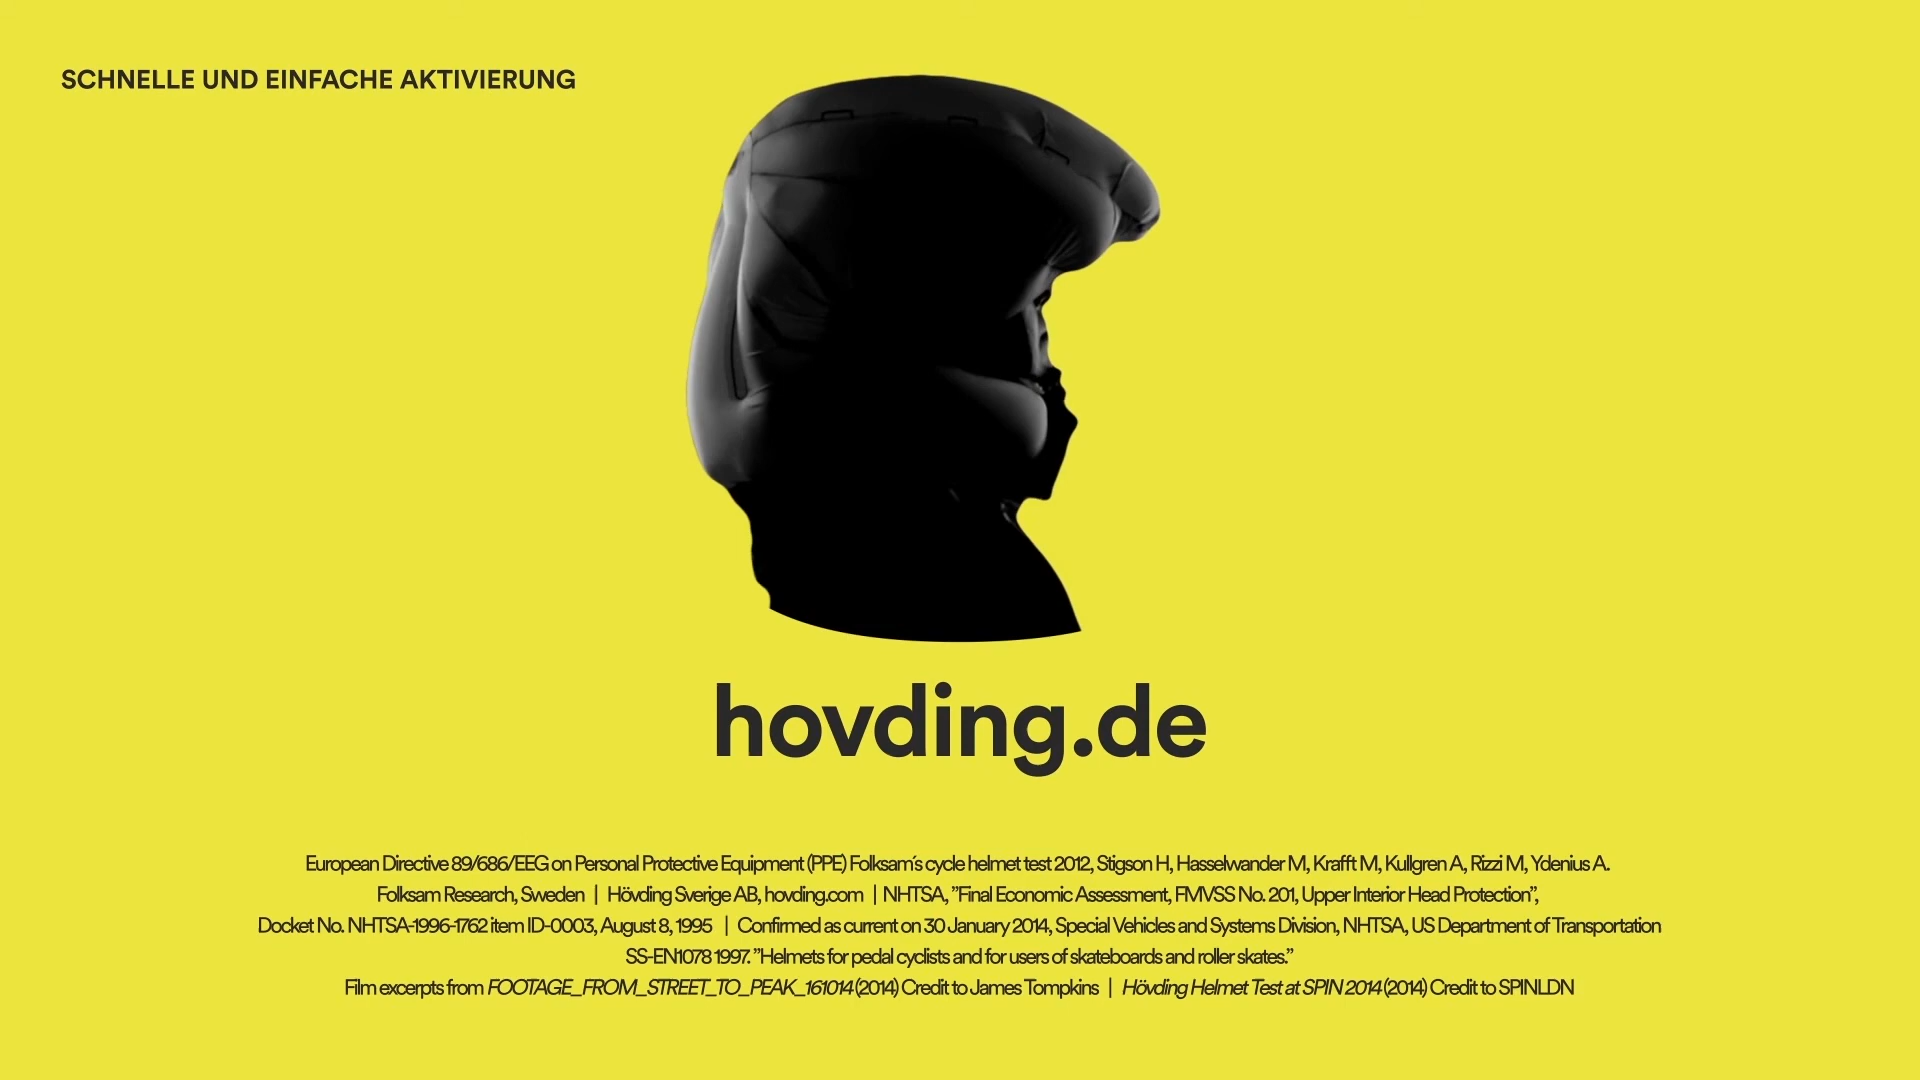 SCHNELLE UND EINFACHE AKTIVIERUNG
hovding.de
European Directive 89/686/EEG on Personal Protective Equipment (PPE) Folksam´s cycle helmet test 2012, Stigson H, Hasselwander M, Krafft M, Kullgren A, Rizzi M, Ydenius A.
Folksam Research, Sweden | Hövding Sverige AB, hovding.com | NHTSA, ”Final Economic Assessment, FMVSS No. 201, Upper Interior Head Protection”,
Docket No. NHTSA-1996-1762 item ID-0003, August 8, 1995 | Confirmed as current on 30 January 2014, Special Vehicles and Systems Division, NHTSA, US Department of Transportation
SS-EN1078 1997. ”Helmets for pedal cyclists and for users of skateboards and roller skates.”
Film excerpts from FOOTAGE_FROM_STREET_TO_PEAK_161014 (2014) Credit to James Tompkins | Hövding Helmet Test at SPIN 2014 (2014) Credit to SPINLDN